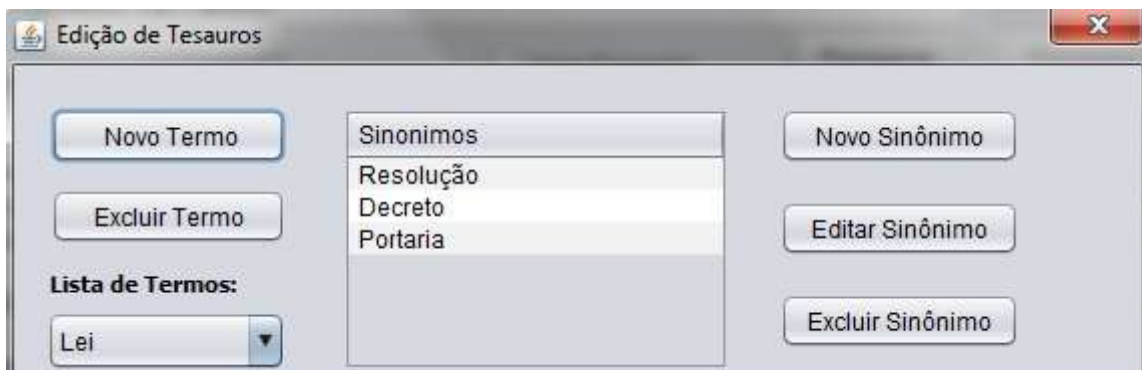 Edição de Tesauros
Novo Termo
Excluir Termo
Lista de Termos:
Lei
Sinonimos
Resolução
Decreto
Portaria
Novo Sinônimo
Editar Sinônimo
Excluir Sinônimo